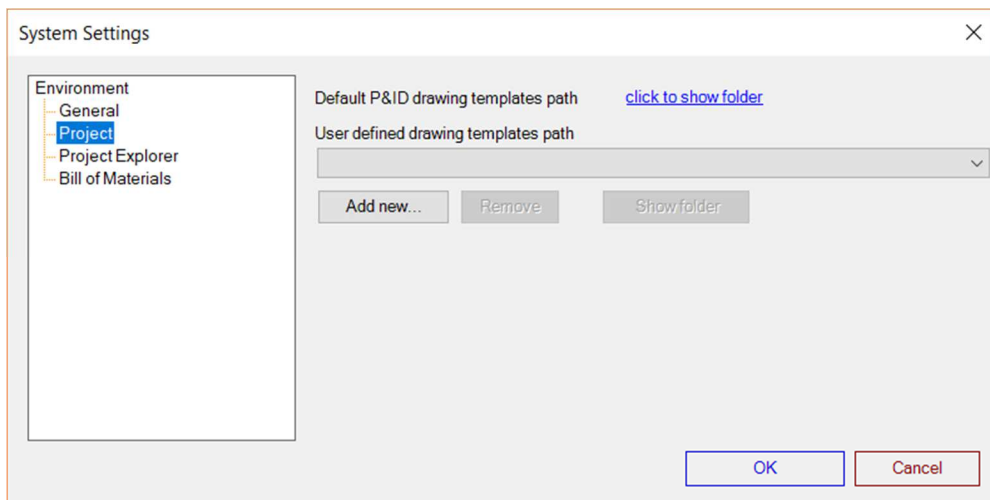 System Settings
Environment
General
Project
Project Explorer
Bill of Materials
Default P&ID drawing templates path click to show folder
User defined drawing templates path
Add new... Remove Show folder
OK Cancel